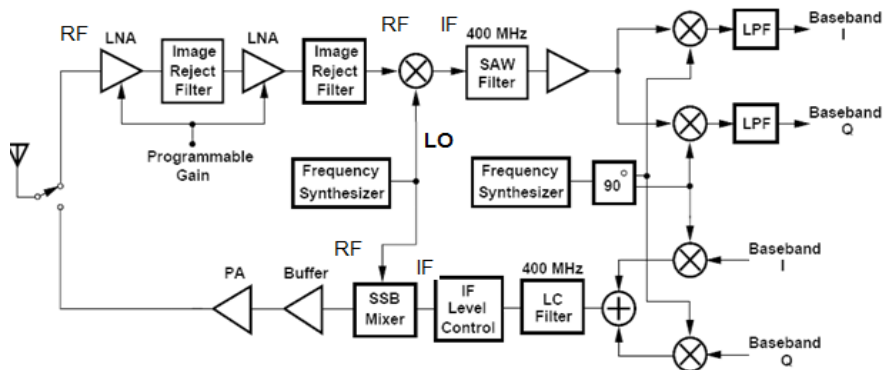 RF
LNA
Image
Reject
Filter
LNA
Image
Reject
Filter
RF
IF
400 MHz
SAW
Filter
LPF
Baseband
I
LPF
Baseband
Q
Programmable
Gain
LO
Frequency
Synthesizer
Frequency
Synthesizer
90°
RF
IF
PA
Buffer
SSB
Mixer
IF
Level
Control
400 MHz
LC
Filter
Baseband
I
Baseband
Q